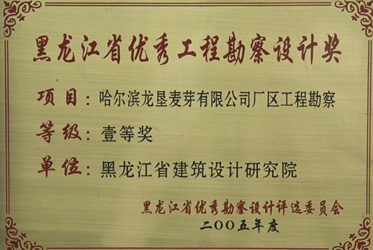 黑龙江省优秀工程勘察设计奖
项目：哈尔滨龙垦麦芽有限公司厂区工程勘察
等级：壹等奖
单位：黑龙江省建筑设计研究院
黑龙江省优秀勘察设计评选委员会
二00五年度